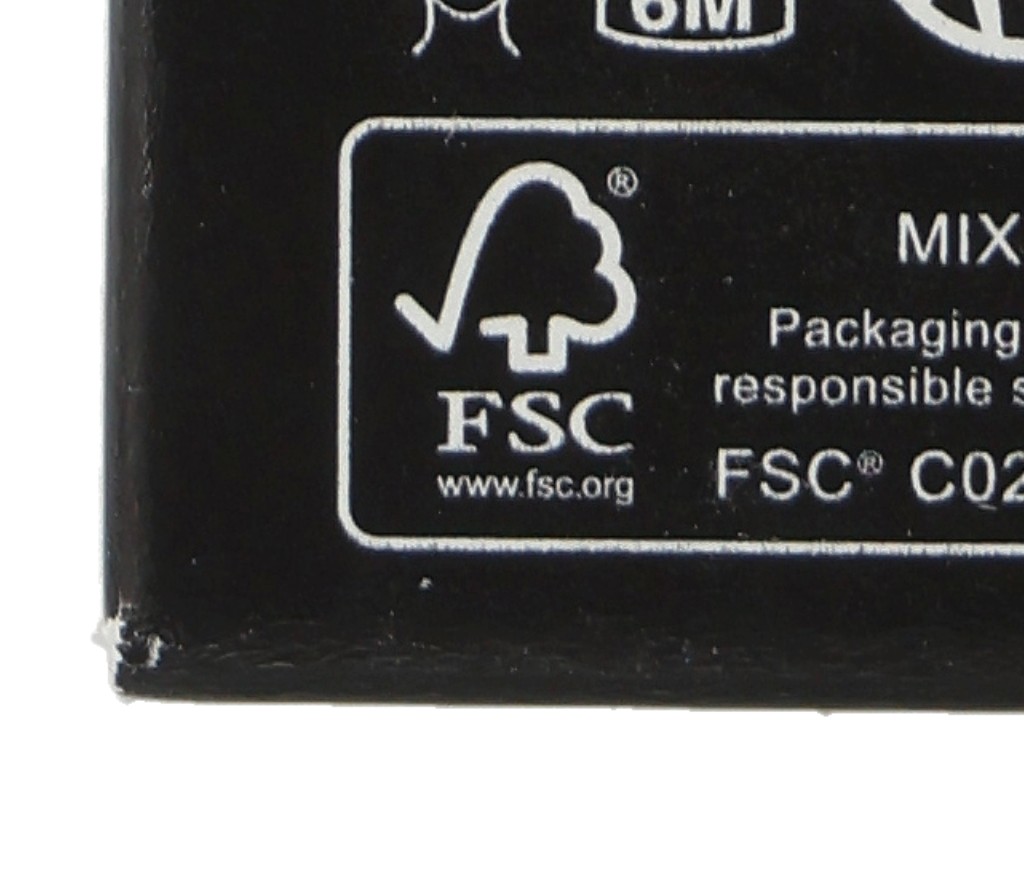 6M
®
MIX
Packaging
responsible s
FSC
FSC® C02
www.fsc.org